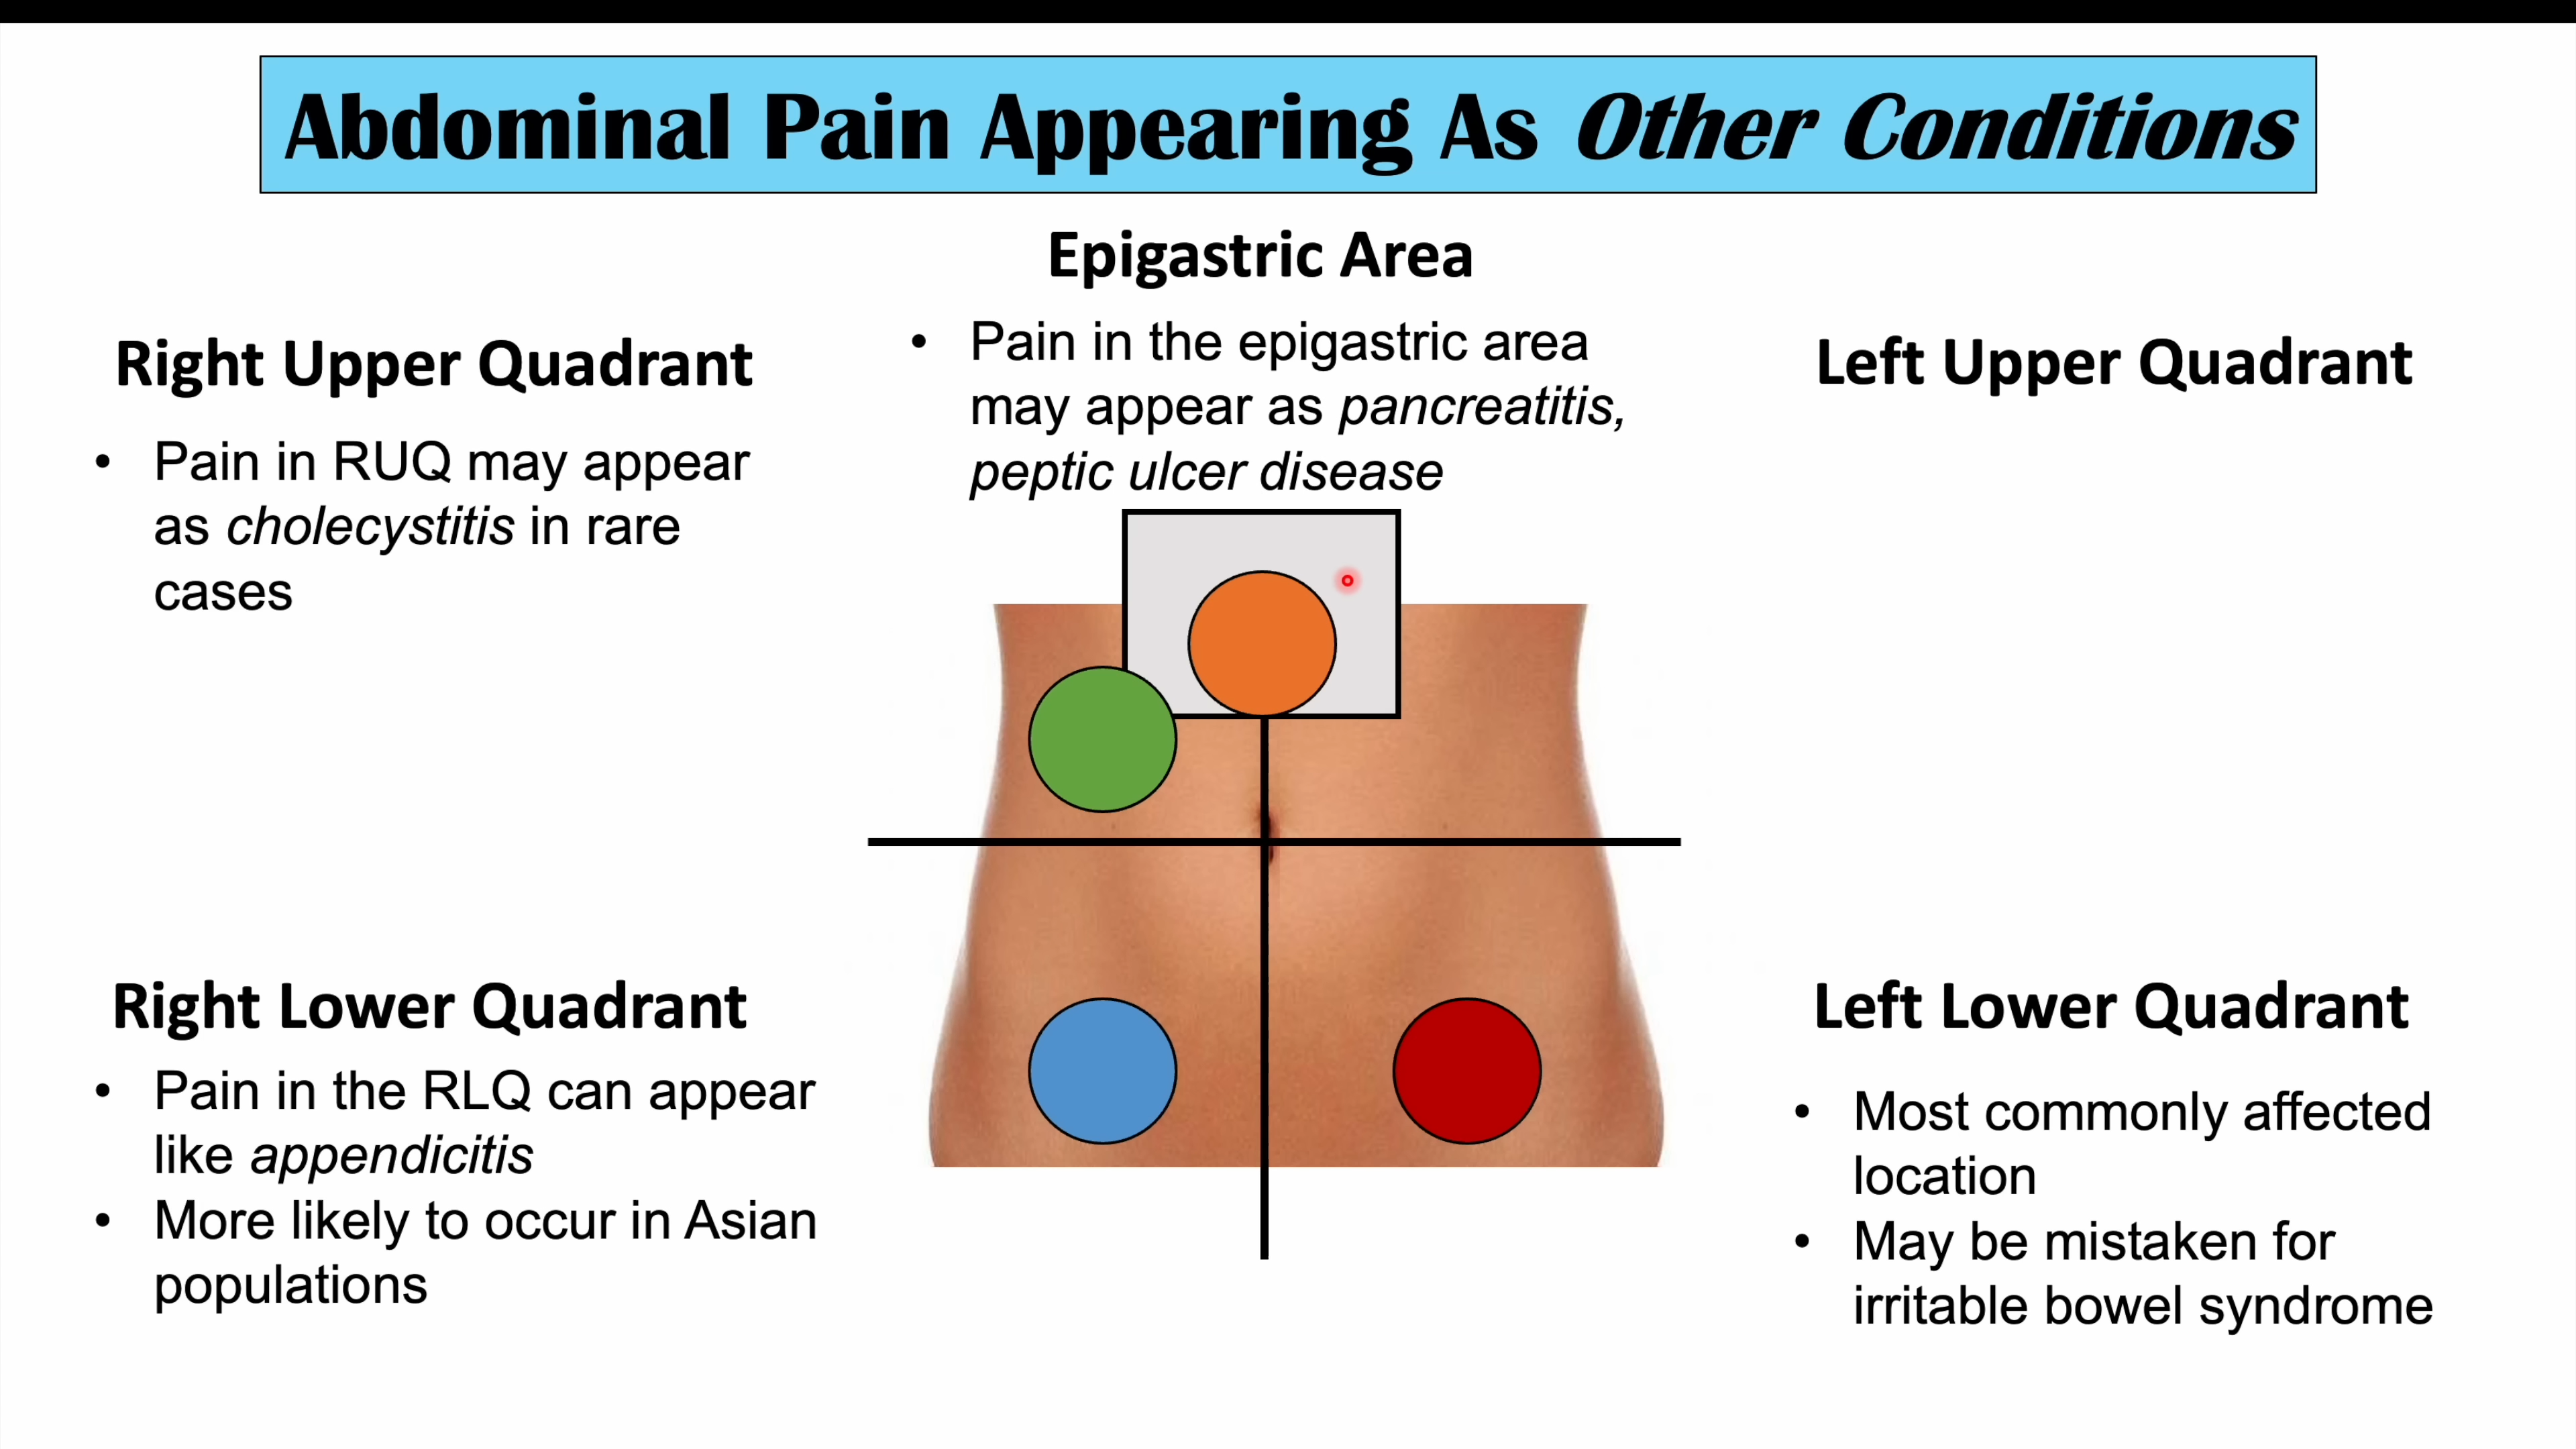 Abdominal Pain Appearing As Other Conditions
Epigastric Area
• Pain in the epigastric area
may appear as pancreatitis,
peptic ulcer disease
Right Upper Quadrant
• Pain in RUQ may appear
as cholecystitis in rare
cases
Left Upper Quadrant
Right Lower Quadrant
• Pain in the RLQ can appear
like appendicitis
• More likely to occur in Asian
populations
Left Lower Quadrant
• Most commonly affected
location
• May be mistaken for
irritable bowel syndrome